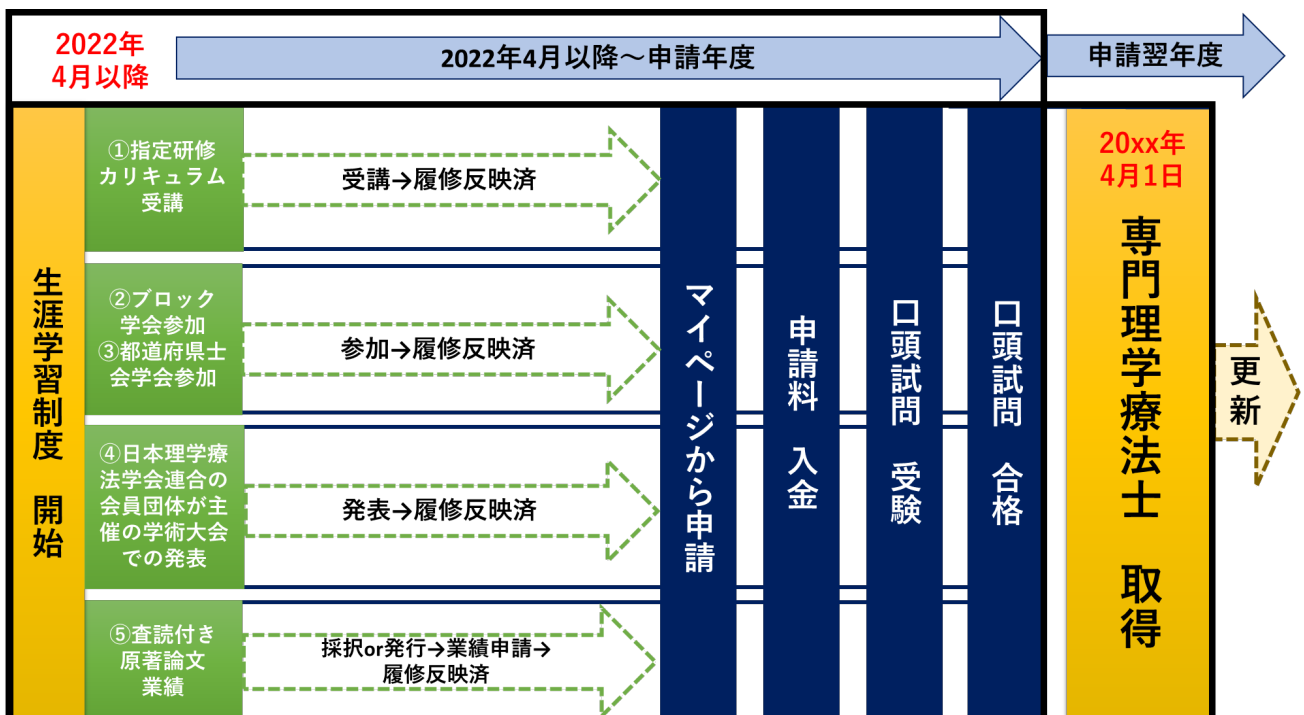 2022年
4月以降
2022年4月以降～申請年度
申請翌年度
生涯学習制度　開始
①指定研修
カリキュラム
受講
受講→履修反映済
②ブロック
学会参加
③都道府県士
会学会参加
参加→履修反映済
④日本理学療
法学会連合の
会員団体が主
催の学術大会
での発表
発表→履修反映済
⑤査読付き
原著論文
業績
採択or発行→業績申請→
履修反映済
マイページから申請
申請料　入金
口頭試問　受験
口頭試問　合格
20xx年
4月1日
専門理学療法士　取得
更新